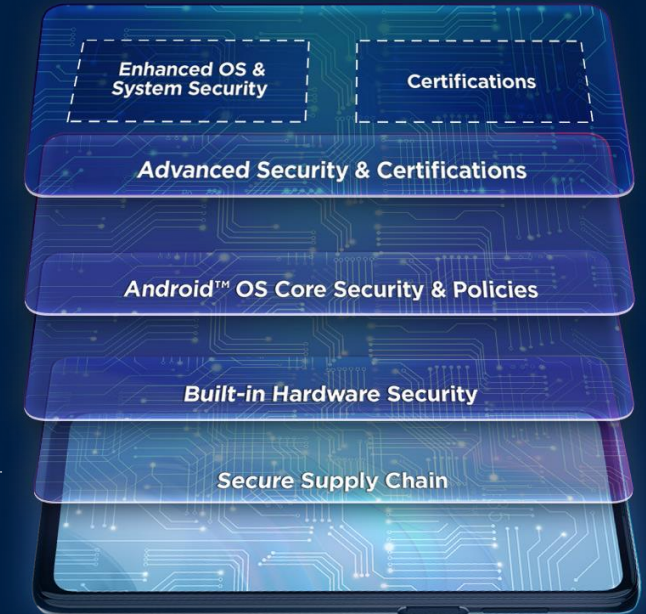 Enhanced OS &
System Security
Certifications
Advanced Security & Certifications
Android™ OS Core Security & Policies
Built-in Hardware Security
Secure Supply Chain